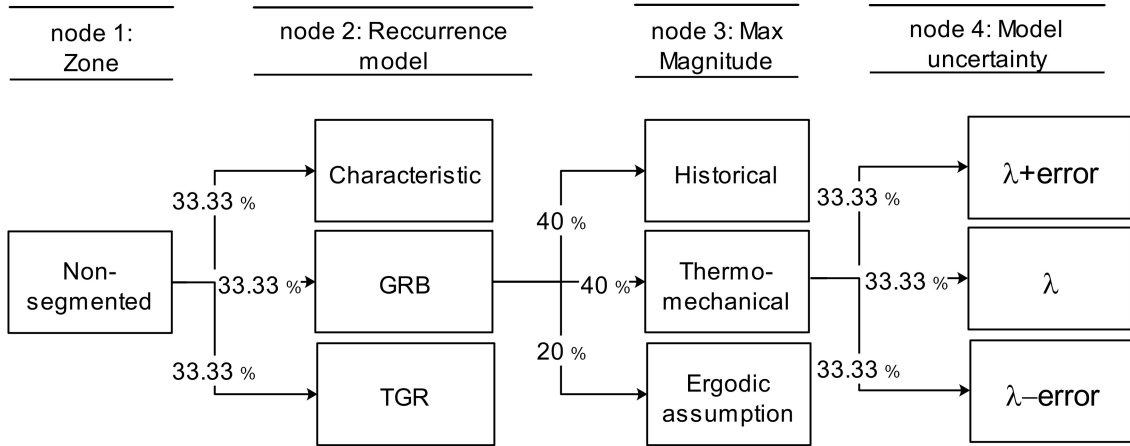 node 1:
Zone
node 2: Reccurrence
model
node 3: Max
Magnitude
node 4: Model
uncertainty
Non-
segmented
33.33 %
33.33 %
33.33 %
Characteristic
GRB
TGR
40 %
40 %
20 %
Historical
Thermo-
mechanical
Ergodic
assumption
33.33 %
33.33 %
33.33 %
λ+error
λ
λ−error